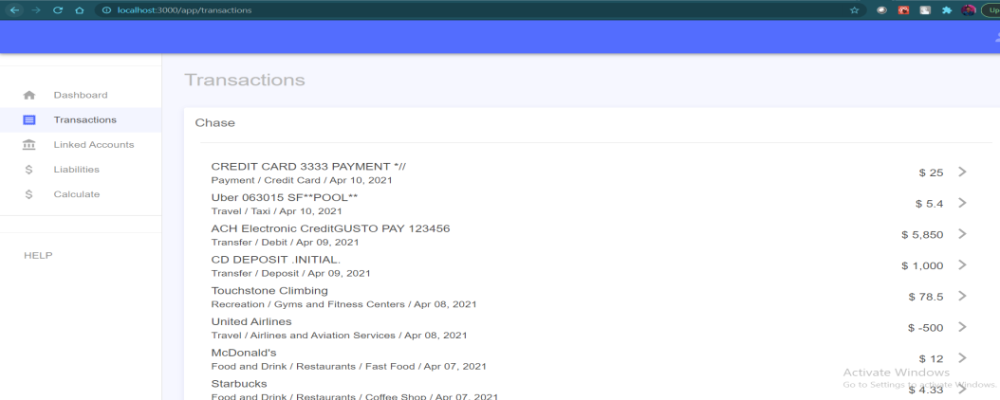 localhost:3000/app/transactions
Up
Transactions
Dashboard
Transactions
Linked Accounts
$ Liabilities
$ Calculate
HELP
Chase
CREDIT CARD 3333 PAYMENT *//
Payment / Credit Card / Apr 10, 2021
$ 25
Uber 063015 SF**POOL**
Travel / Taxi / Apr 10, 2021
$ 5.4
ACH Electronic CreditGUSTO PAY 123456
Transfer / Debit / Apr 09, 2021
$ 5,850
CD DEPOSIT .INITIAL.
Transfer / Deposit / Apr 09, 2021
$ 1,000
Touchstone Climbing
Recreation / Gyms and Fitness Centers / Apr 08, 2021
$ 78.5
United Airlines
Travel / Airlines and Aviation Services / Apr 08, 2021
$ -500
McDonald's
Food and Drink / Restaurants / Fast Food / Apr 07, 2021
$ 12
Starbucks
Food and Drink / Restaurants / Coffee Shop / Apr 07, 2021
$ 4.33
Activate Windows
Go to Settings to activate Windows.